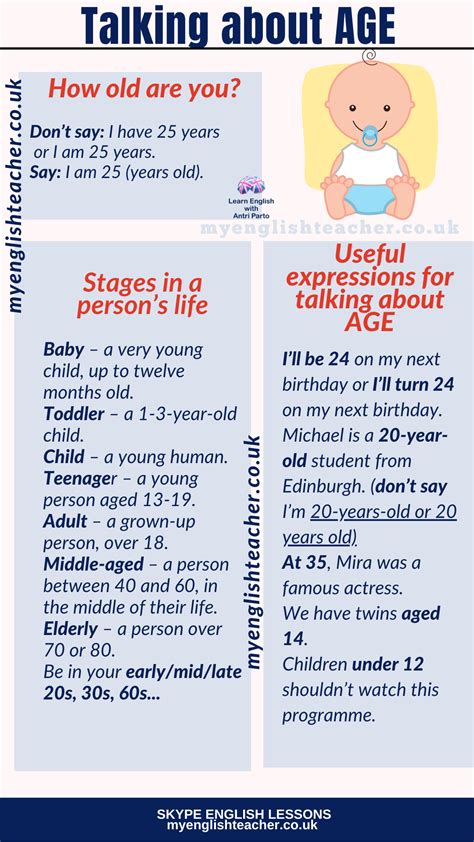 Talking about AGE
myenglishteacher.co.uk
How old are you?
Don't say: I have 25 years
or I am 25 years.
Say: I am 25 (years old).
Learn English
with
Antri Parto
myenglishteacher.co.uk
Stages in a
person's life
Baby – a very young
child, up to twelve
months old.
Toddler – a 1-3-year-old
child.
Child – a young human.
Teenager – a young
person aged 13-19.
Adult – a grown-up
person, over 18.
Middle-aged – a person
between 40 and 60, in
the middle of their life.
Elderly – a person over
70 or 80.
Be in your early/mid/late
20s, 30s, 60s...
myenglishteacher.co.uk
Useful
expressions for
talking about
AGE
I'll be 24 on my next
birthday or I'll turn 24
on my next birthday.
Michael is a 20-year-
old student from
Edinburgh. (don't say
I'm 20-years-old or 20
years old)
At 35, Mira was a
famous actress.
We have twins aged
14.
Children under 12
shouldn't watch this
programme.
SKYPE ENGLISH LESSONS
myenglishteacher.co.uk